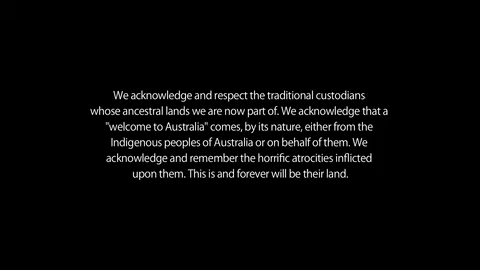 We acknowledge and respect the traditional custodians
whose ancestral lands we are now part of. We acknowledge that a
"welcome to Australia" comes, by its nature, either from the
Indigenous peoples of Australia or on behalf of them. We
acknowledge and remember the horrific atrocities inflicted
upon them. This is and forever will be their land.